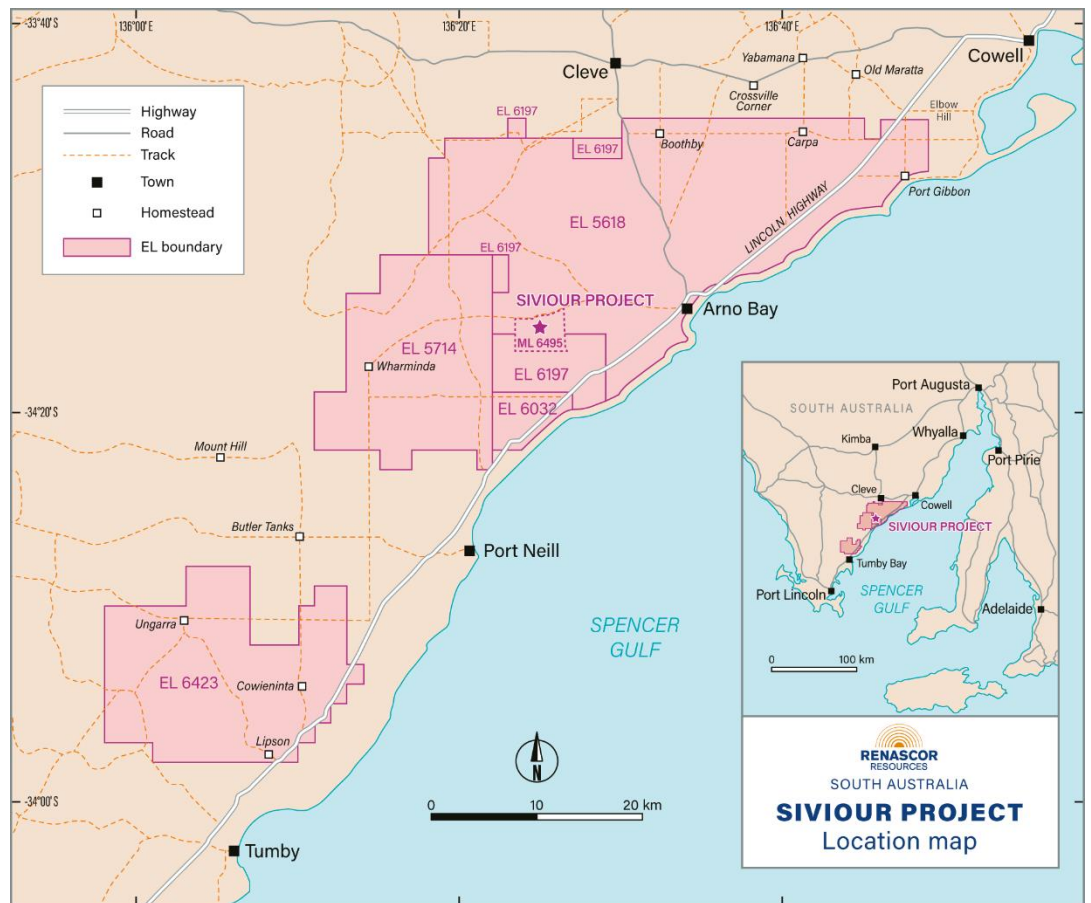 -33°40'S
136°00'E
136°20'E
136°40'E
Cowell
Yabamana
Old Maratta
Cleve
Crossville
Corner
Highway
Road
Track
Town
Homestead
EL boundary
EL 6197
Elbow
Hill
Boothby
Carpa
EL 6197
Port Gibbon
EL 5618
LINCOLN HIGHWAY
EL 6197
SIVIOUR PROJECT
Arno Bay
ML 6495
EL 5714
Wharminda
EL 6197
EL 6032
-34°20'S
Mount Hill
Butler Tanks
Port Neill
Ungarra
SPENCER
GULF
EL 6423
Cowieninta
Lipson
N
-34°00'S
0 10 20 km
Tumby
Port Augusta
SOUTH AUSTRALIA
Whyalla
Kimba
Port Pirie
Cleve
Cowell
SIVIOUR PROJECT
Tumby Bay
Port Lincoln
SPENCER
GULF
Adelaide
0 100 km
RENASCOR
RESOURCES
SOUTH AUSTRALIA
SIVIOUR PROJECT
Location map